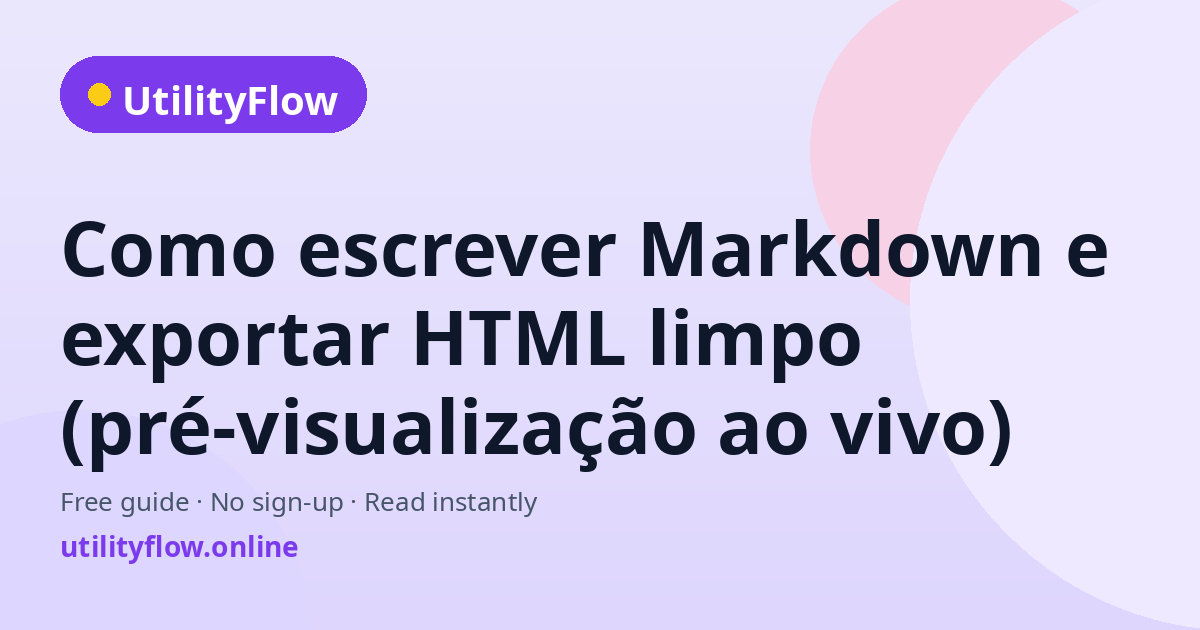 UtilityFlow
Como escrever Markdown e
exportar HTML limpo
(pré-visualização ao vivo)
Free guide · No sign-up · Read instantly
utilityflow.online